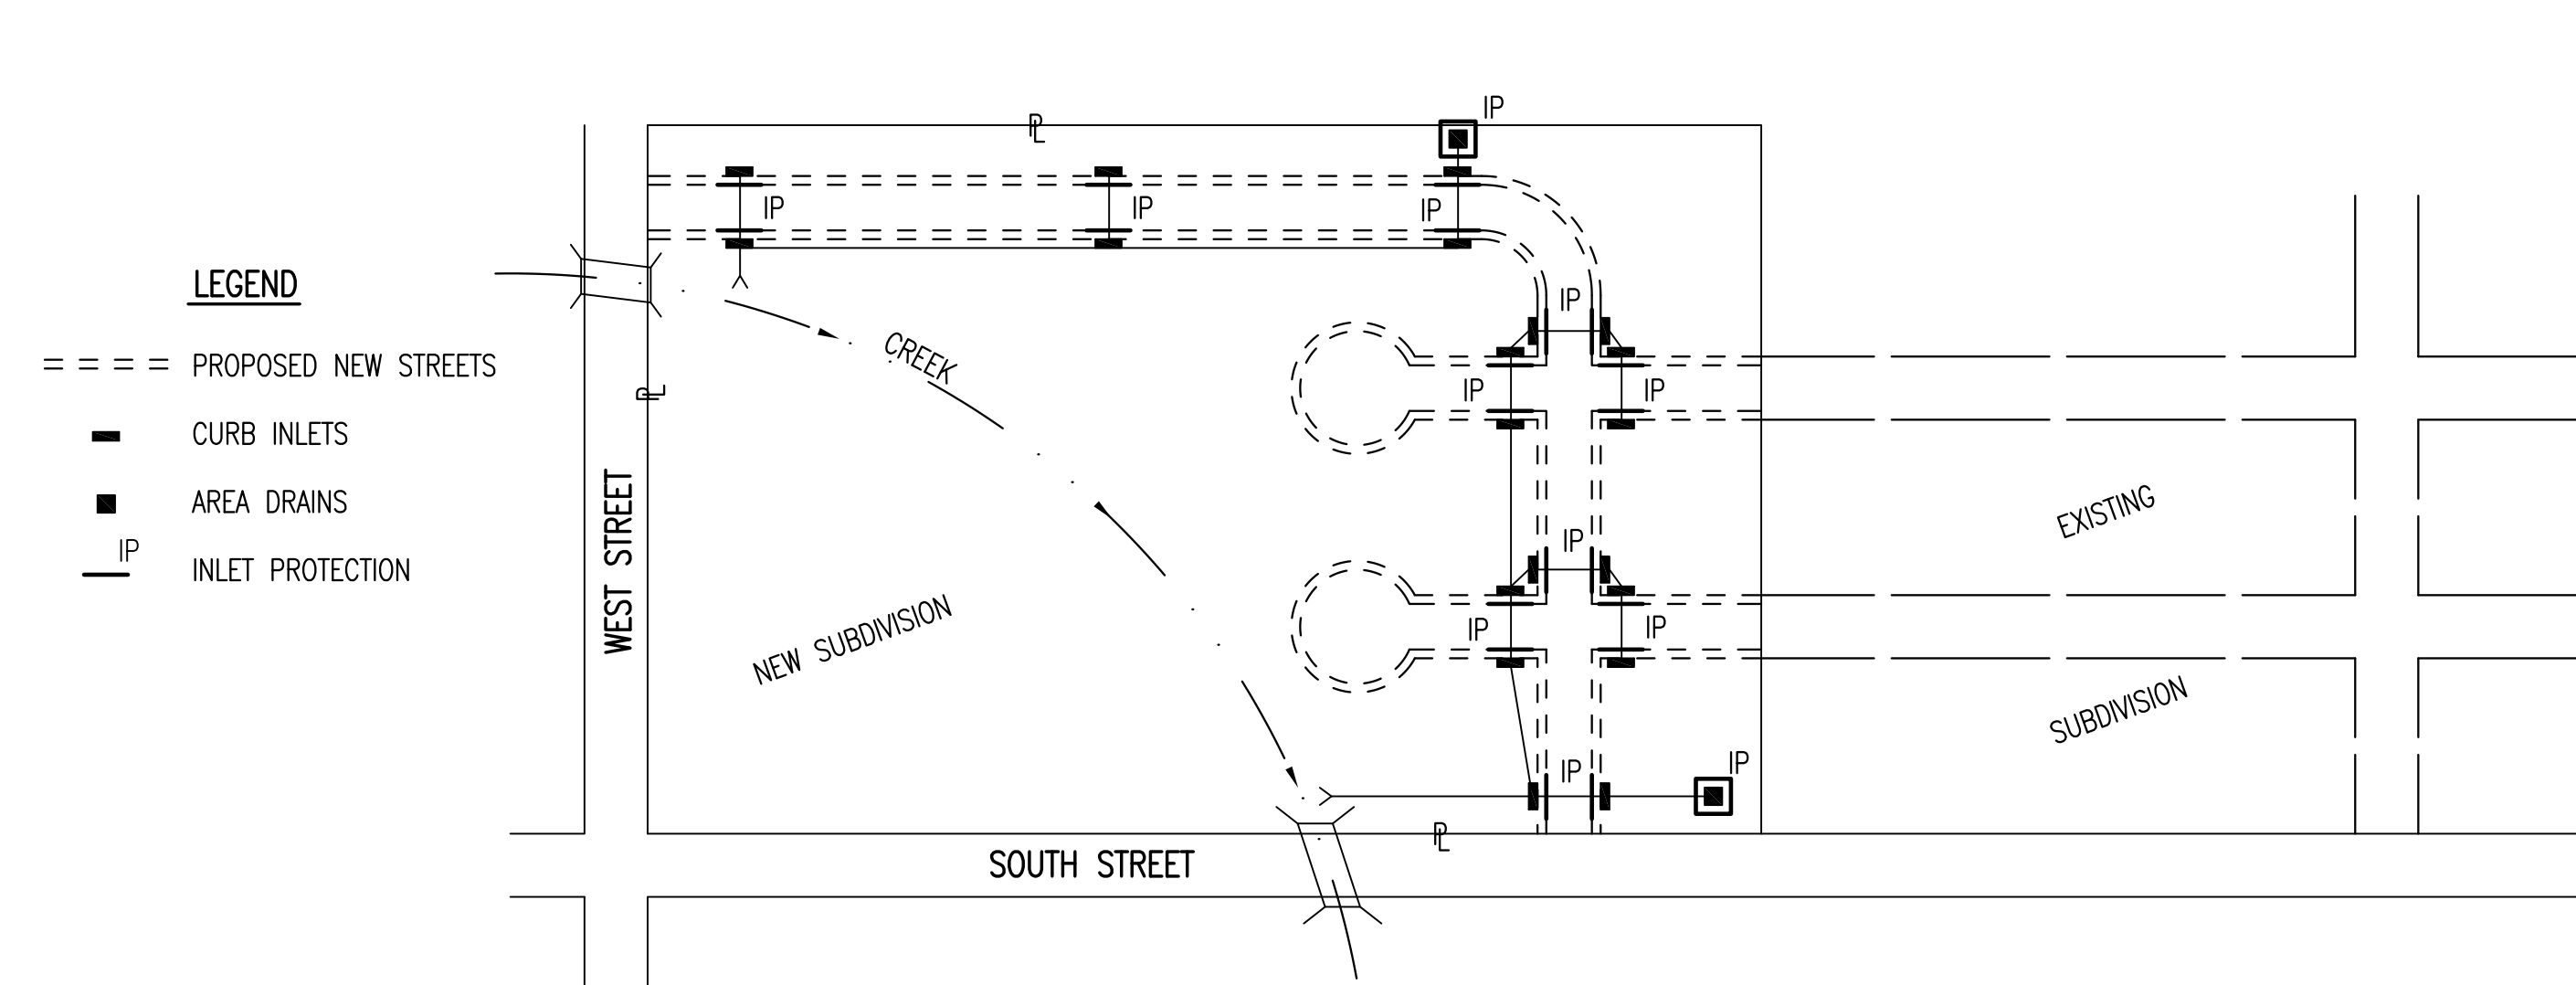 IP
PL
IP
IP
IP
LEGEND
IP
PROPOSED NEW STREETS
CREEK
PL
IP
IP
CURB INLETS
AREA DRAINS
EXISTING
IP
IP
INLET PROTECTION
WEST STREET
NEW SUBDIVISION
IP
IP
SUBDIVISION
IP
IP
PL
SOUTH STREET